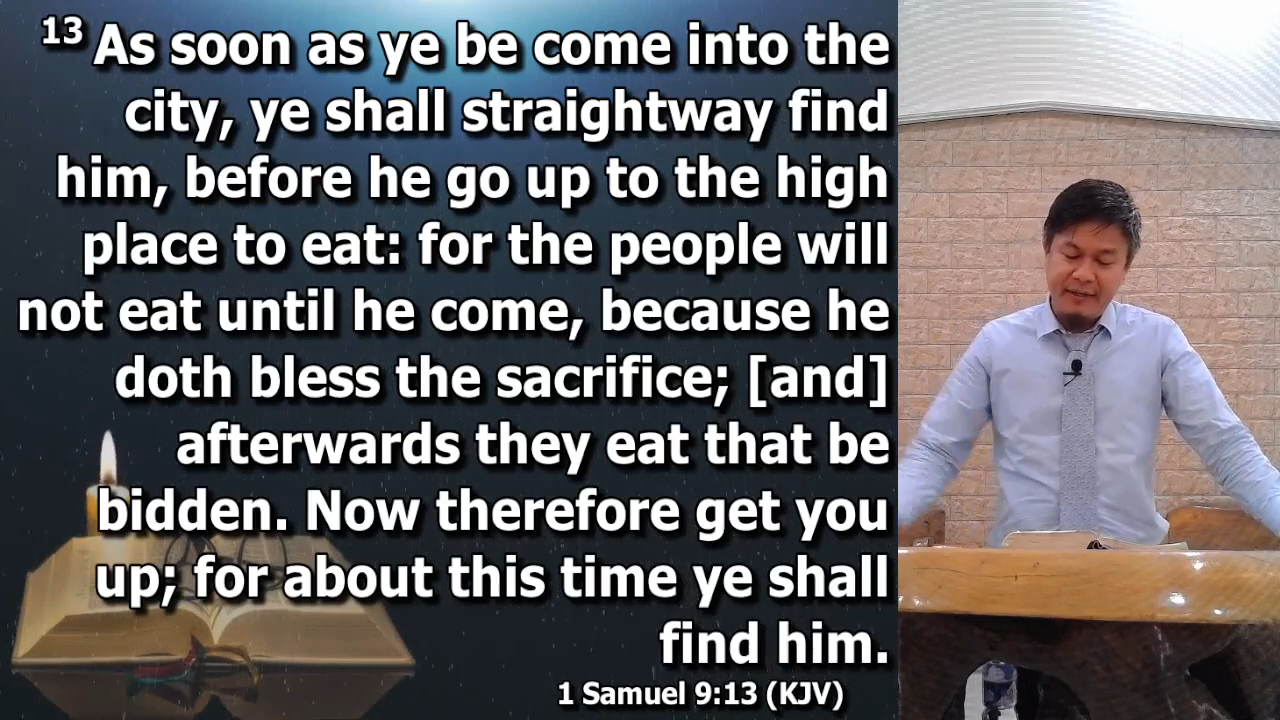 13 As soon as ye be come into the
city, ye shall straightway find
him, before he go up to the high
place to eat: for the people will
not eat until he come, because he
doth bless the sacrifice; [and]
afterwards they eat that be
bidden. Now therefore get you
up; for about this time ye shall
find him.
1 Samuel 9:13 (KJV)